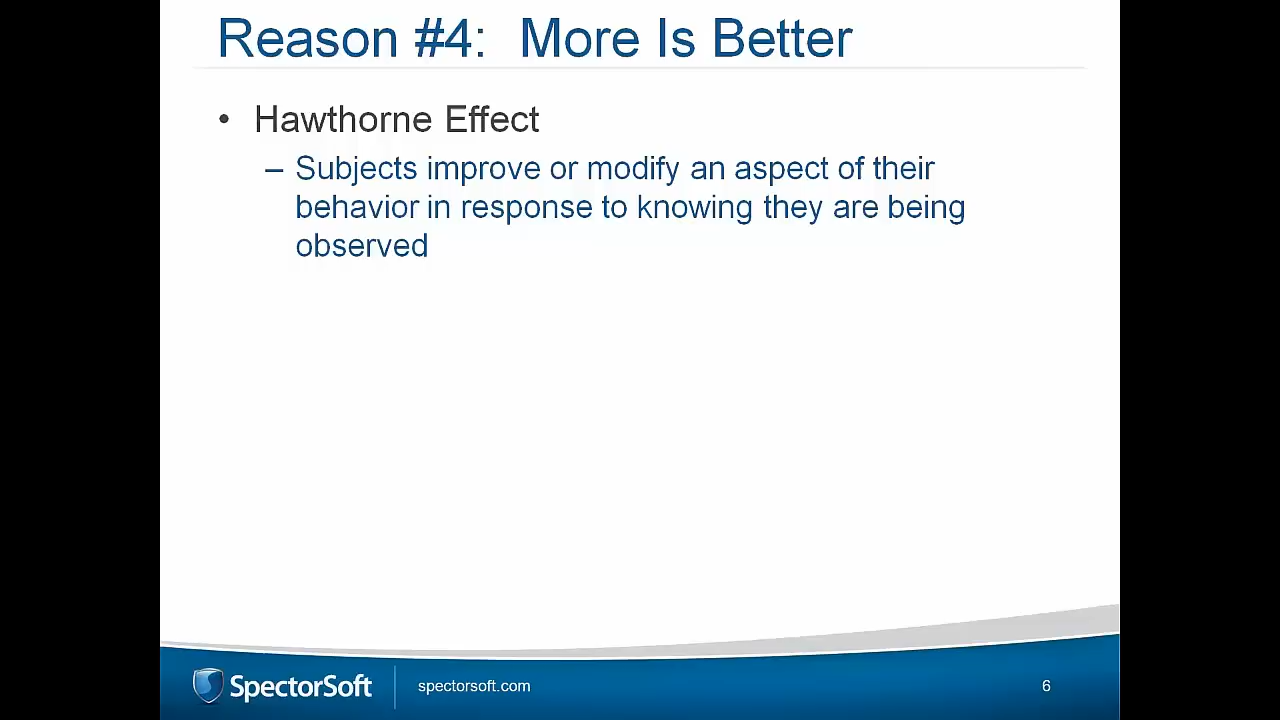 Reason #4: More Is Better
• Hawthorne Effect
– Subjects improve or modify an aspect of their
behavior in response to knowing they are being
observed
SpectorSoft
spectorsoft.com
6